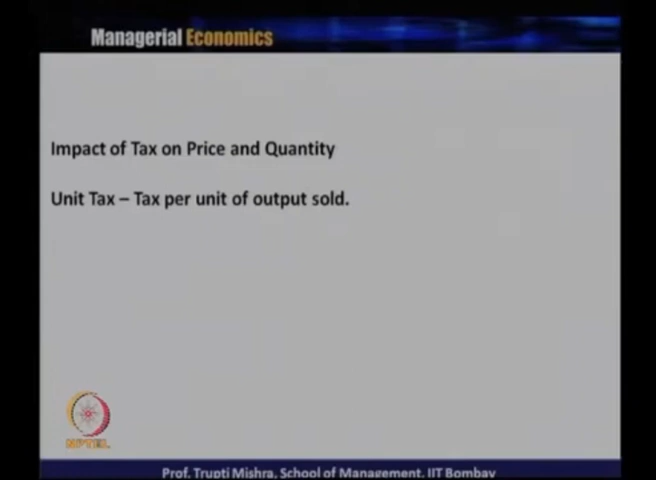 Managerial Economics
Impact of Tax on Price and Quantity
Unit Tax – Tax per unit of output sold.
NPTEL
Prof. Trupti Mishra, School of Management, IIT Bombay